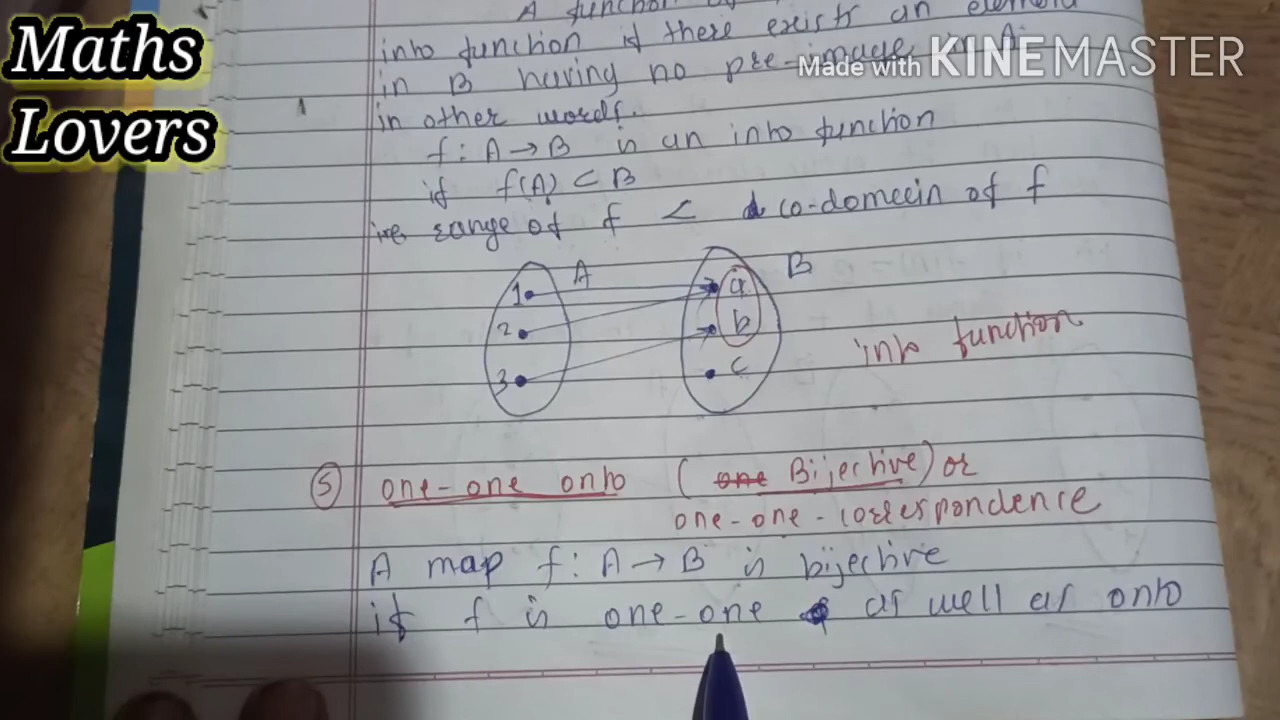 Maths
Lovers
Made with KINEMASTER
A function
into function if there exists an element
in B having no pre-image in A.
in other words.
f: A → B is an into function
if f(A) ⊂ B
range of f < co-domain of f
A
B
1
2
3
a
b
c
into function
5 one-one onto (one Bijective) or
one-one-correspondence
A map f: A → B is bijective
if f is one-one as well as onto